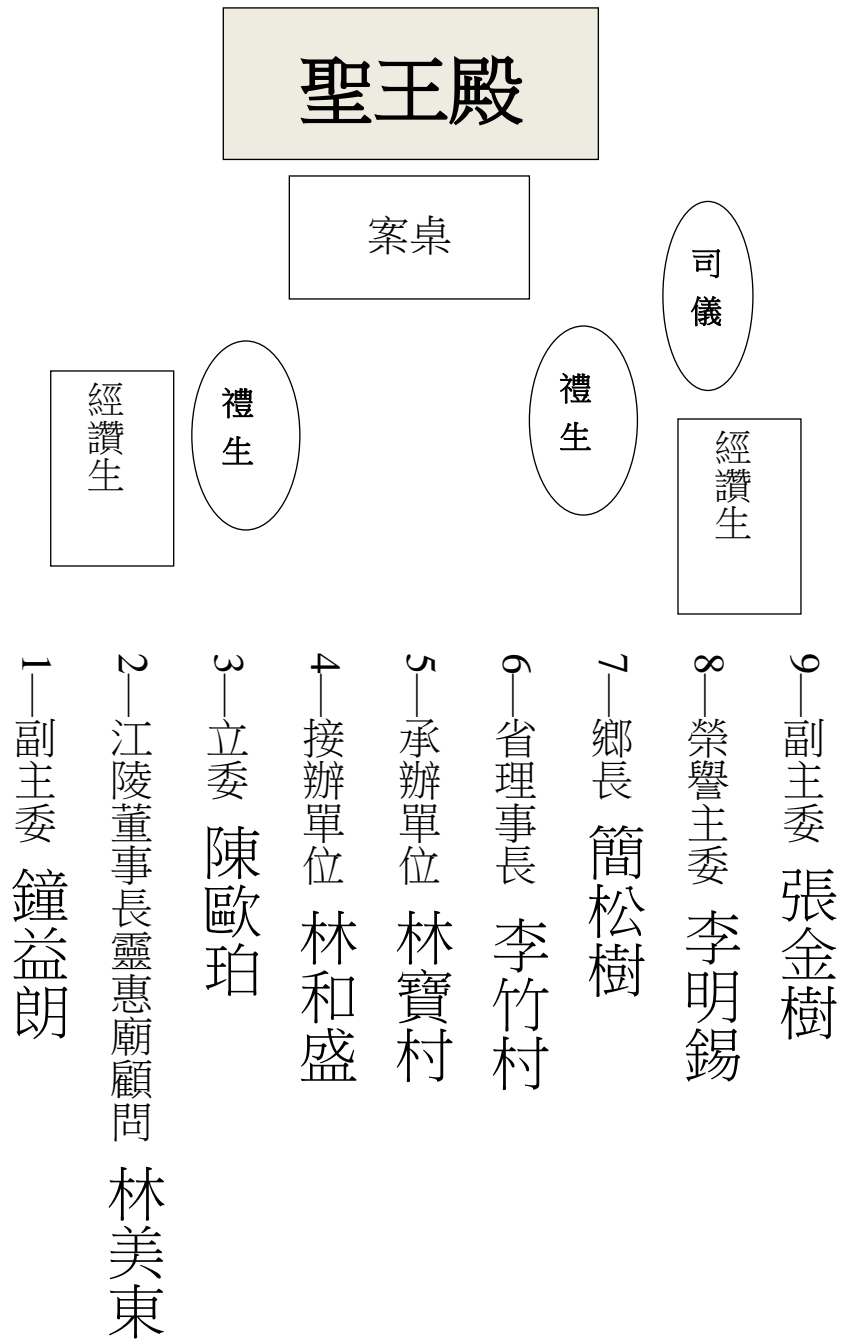 聖王殿
案桌
司儀
禮生
禮生
經讚生
經讚生
9—副主委 張金樹
8—榮譽主委 李明錫
7—鄉長 簡松樹
6—省理事長 李竹村
5—承辦單位 林寶村
4—接辦單位 林和盛
3—立委 陳歐珀
2—江陵董事長靈惠廟顧問 林美東
1—副主委 鐘益朗